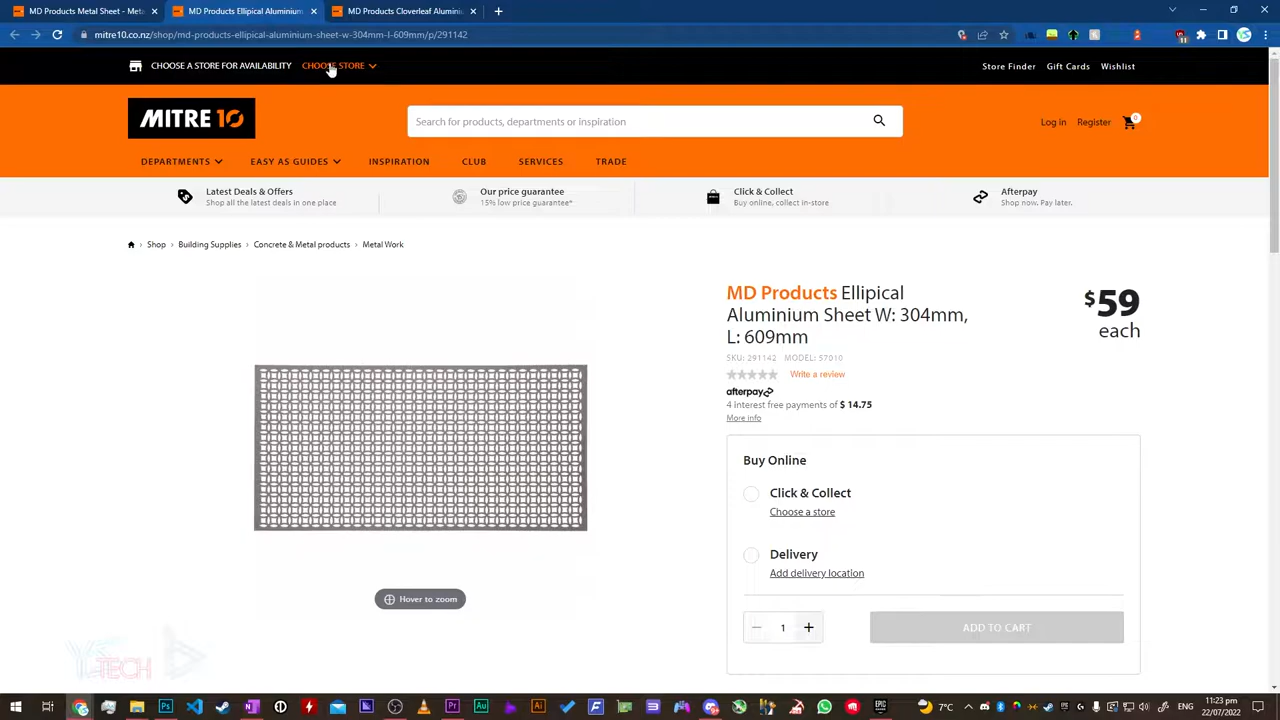 MD Products Metal Sheet - Meta
MD Products Ellipical Aluminium
MD Products Cloverleaf Aluminiu
mitre10.co.nz/shop/md-products-ellipical-aluminium-sheet-w-304mm-l-609mm/p/291142
CHOOSE A STORE FOR AVAILABILITY CHOOSE STORE
Store Finder Gift Cards Wishlist
MITRE 10
Search for products, departments or inspiration
Log in Register 0
DEPARTMENTS EASY AS GUIDES INSPIRATION CLUB SERVICES TRADE
Latest Deals & Offers
Shop all the latest deals in one place
Our price guarantee
15% low price guarantee*
Click & Collect
Buy online, collect in-store
Afterpay
Shop now. Pay later.
Shop › Building Supplies › Concrete & Metal products › Metal Work
MD Products Ellipical
Aluminium Sheet W: 304mm,
L: 609mm
$59
each
SKU: 291142 MODEL: 57010
Write a review
afterpay
4 interest free payments of $ 14.75
More info
Buy Online
Click & Collect
Choose a store
Delivery
Add delivery location
1
ADD TO CART
Hover to zoom
TECH
7°C
ENG
11:23 pm
22/07/2022